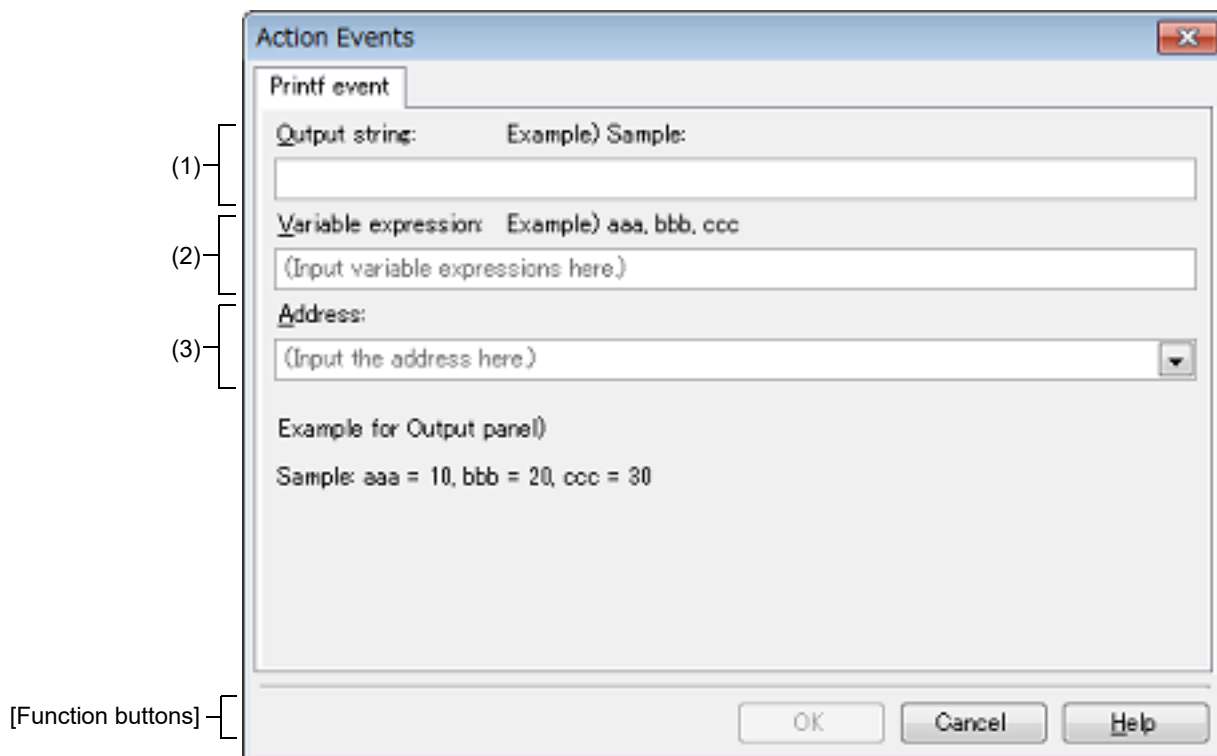 Action Events
Printf event
(1)
Output string: Example) Sample:
(2)
Variable expression: Example) aaa, bbb, ccc
(Input variable expressions here.)
(3)
Address:
(Input the address here.)
Example for Output panel)
Sample: aaa = 10, bbb = 20, ccc = 30
[Function buttons]
OK Cancel Help